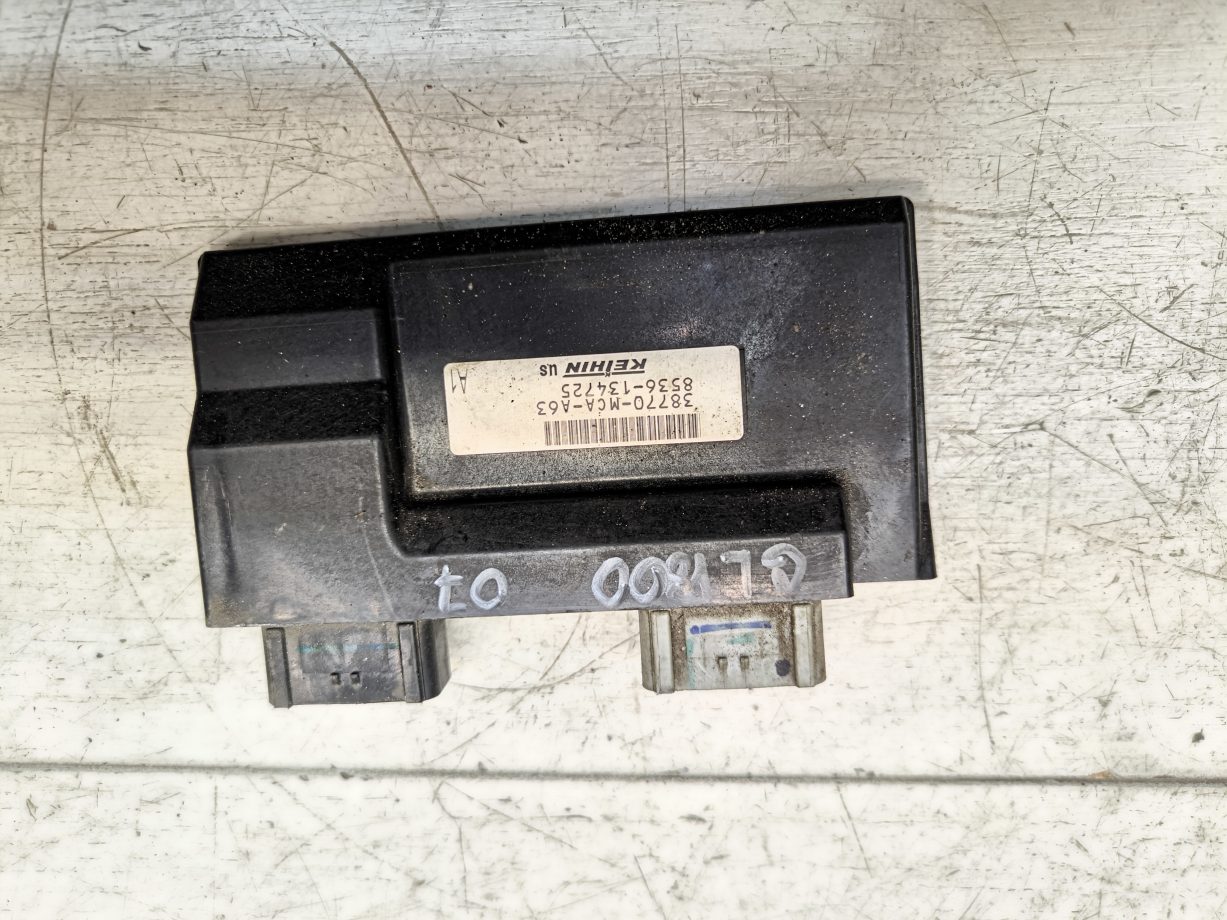 GL1800 07
38770-MCA-A63
8536-134725
KEIHIN US A1